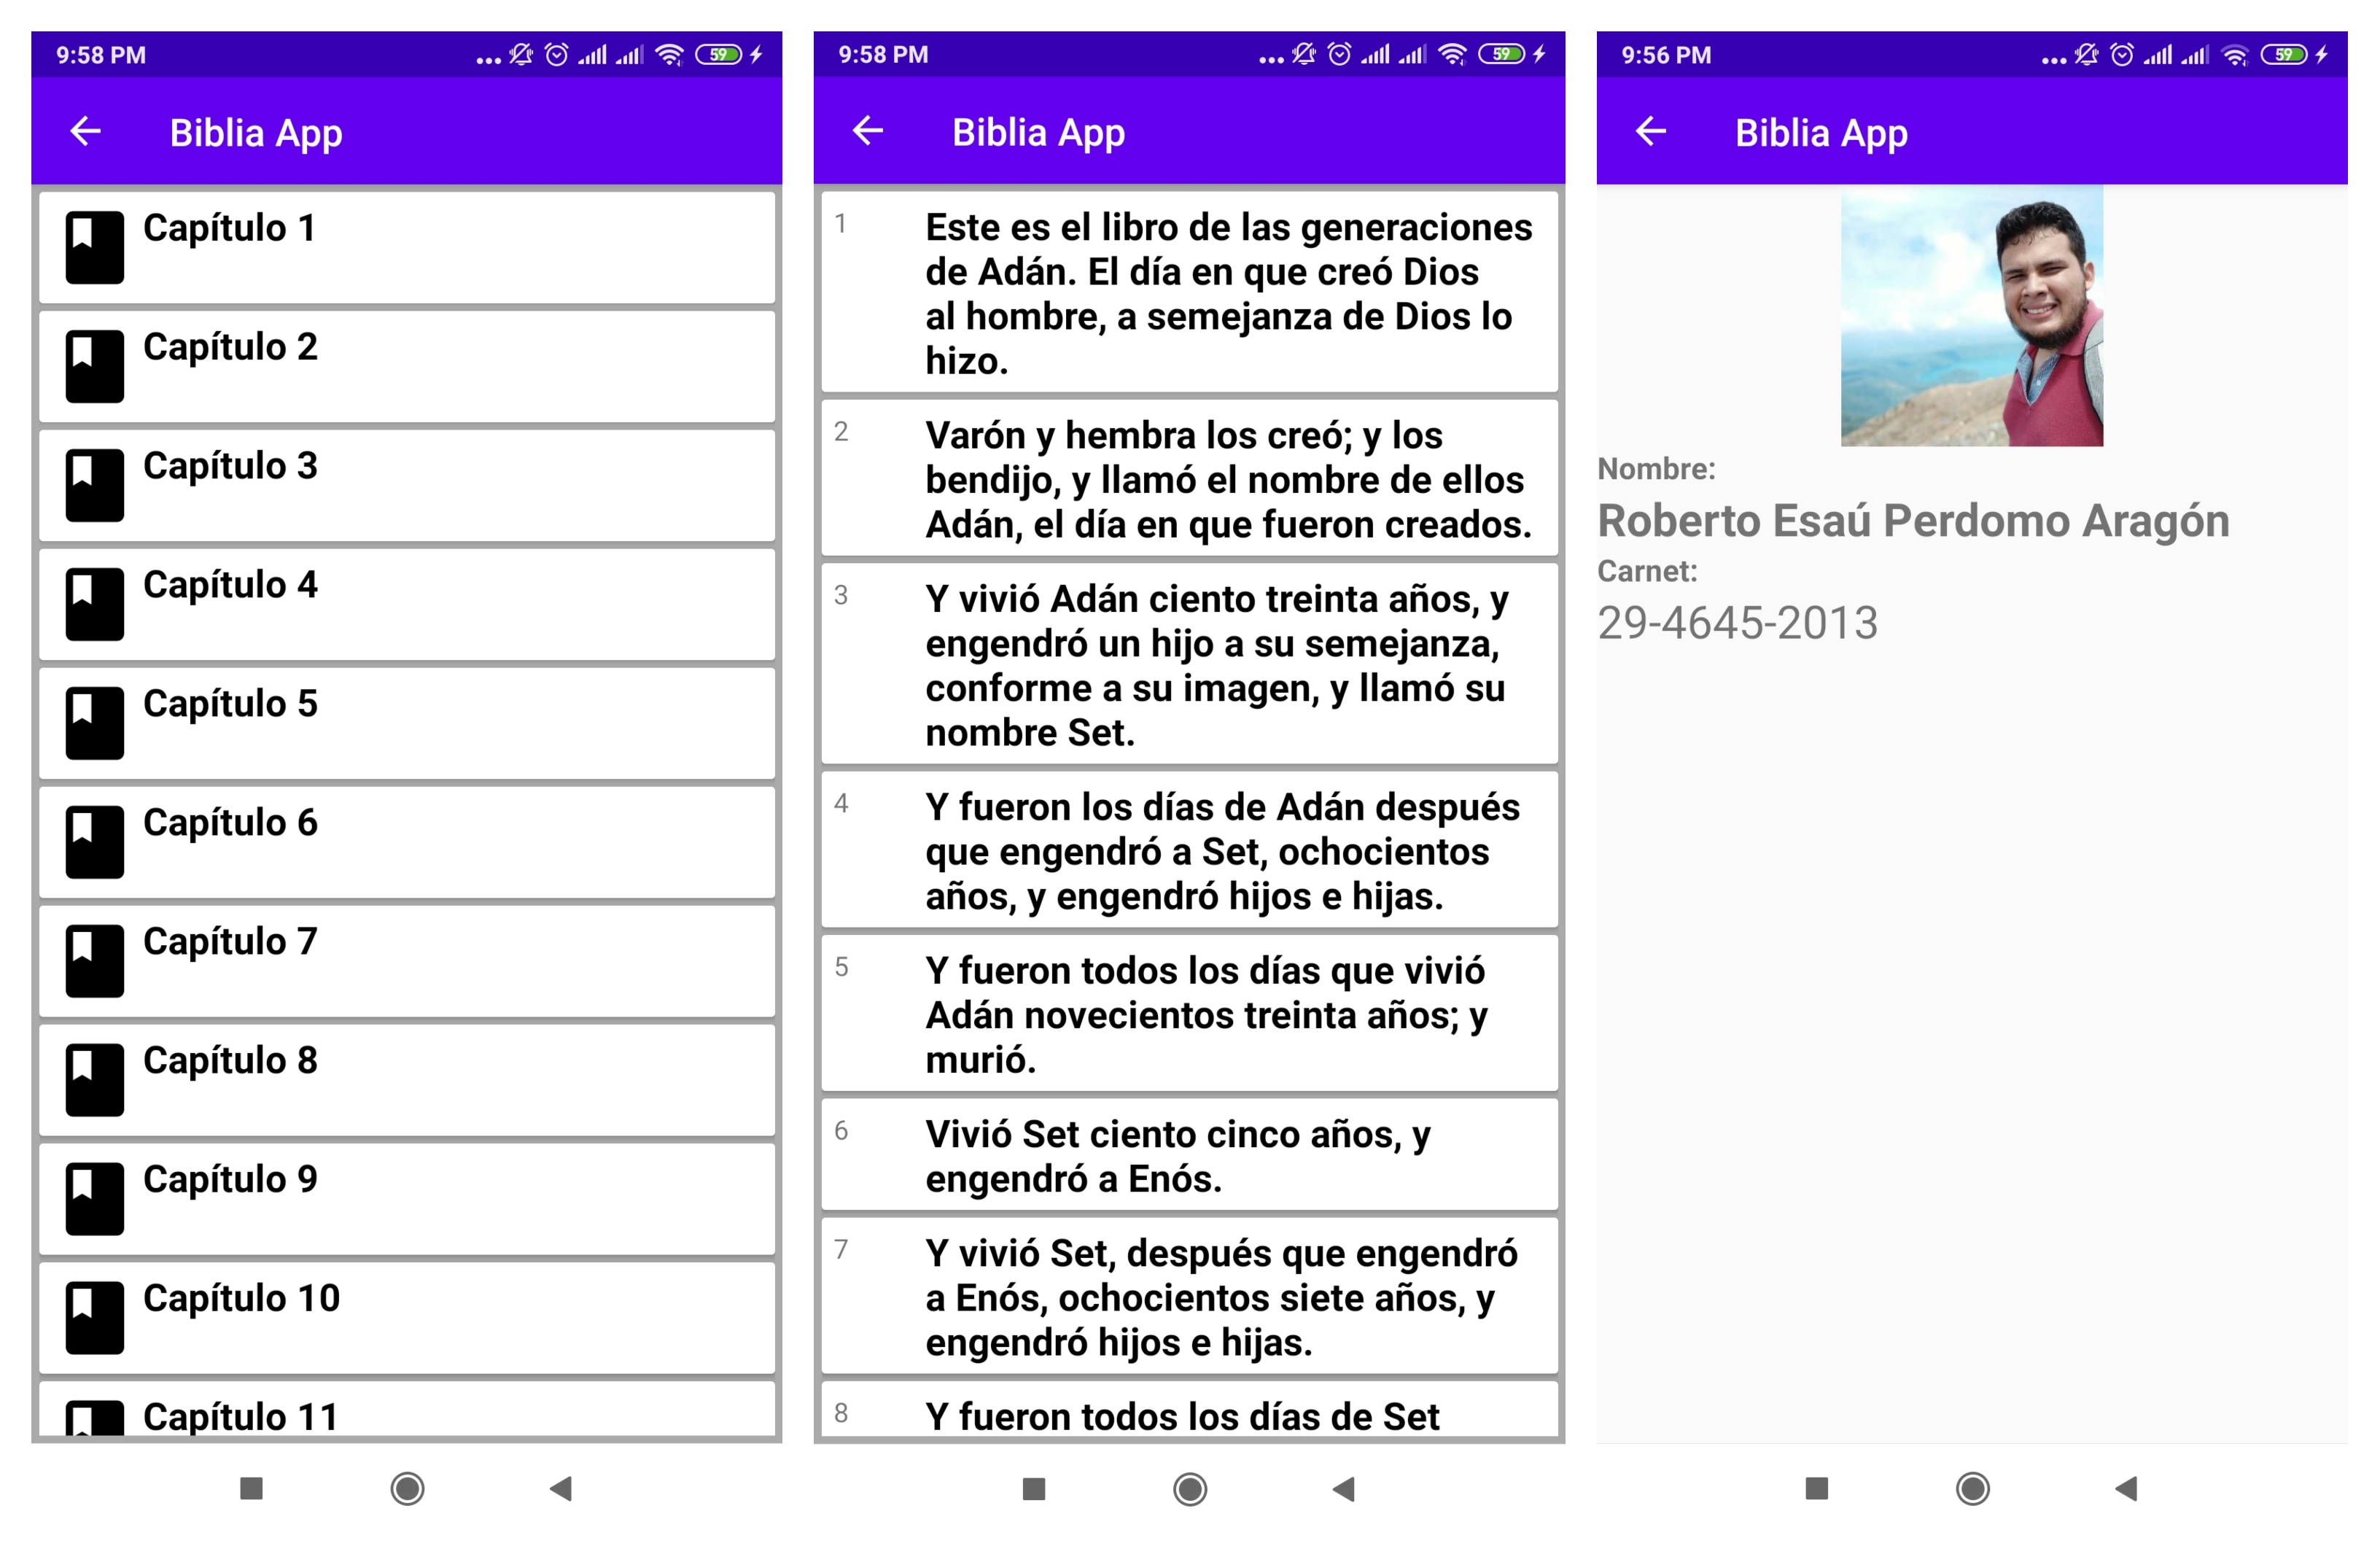 9:58 PM
59
Biblia App
Capítulo 1
Capítulo 2
Capítulo 3
Capítulo 4
Capítulo 5
Capítulo 6
Capítulo 7
Capítulo 8
Capítulo 9
Capítulo 10
Capítulo 11
9:58 PM
59
Biblia App
1
Este es el libro de las generaciones
de Adán. El día en que creó Dios
al hombre, a semejanza de Dios lo
hizo.
2
Varón y hembra los creó; y los
bendijo, y llamó el nombre de ellos
Adán, el día en que fueron creados.
3
Y vivió Adán ciento treinta años, y
engendró un hijo a su semejanza,
conforme a su imagen, y llamó su
nombre Set.
4
Y fueron los días de Adán después
que engendró a Set, ochocientos
años, y engendró hijos e hijas.
5
Y fueron todos los días que vivió
Adán novecientos treinta años; y
murió.
6
Vivió Set ciento cinco años, y
engendró a Enós.
7
Y vivió Set, después que engendró
a Enós, ochocientos siete años, y
engendró hijos e hijas.
8
Y fueron todos los días de Set
9:56 PM
59
Biblia App
Nombre:
Roberto Esaú Perdomo Aragón
Carnet:
29-4645-2013